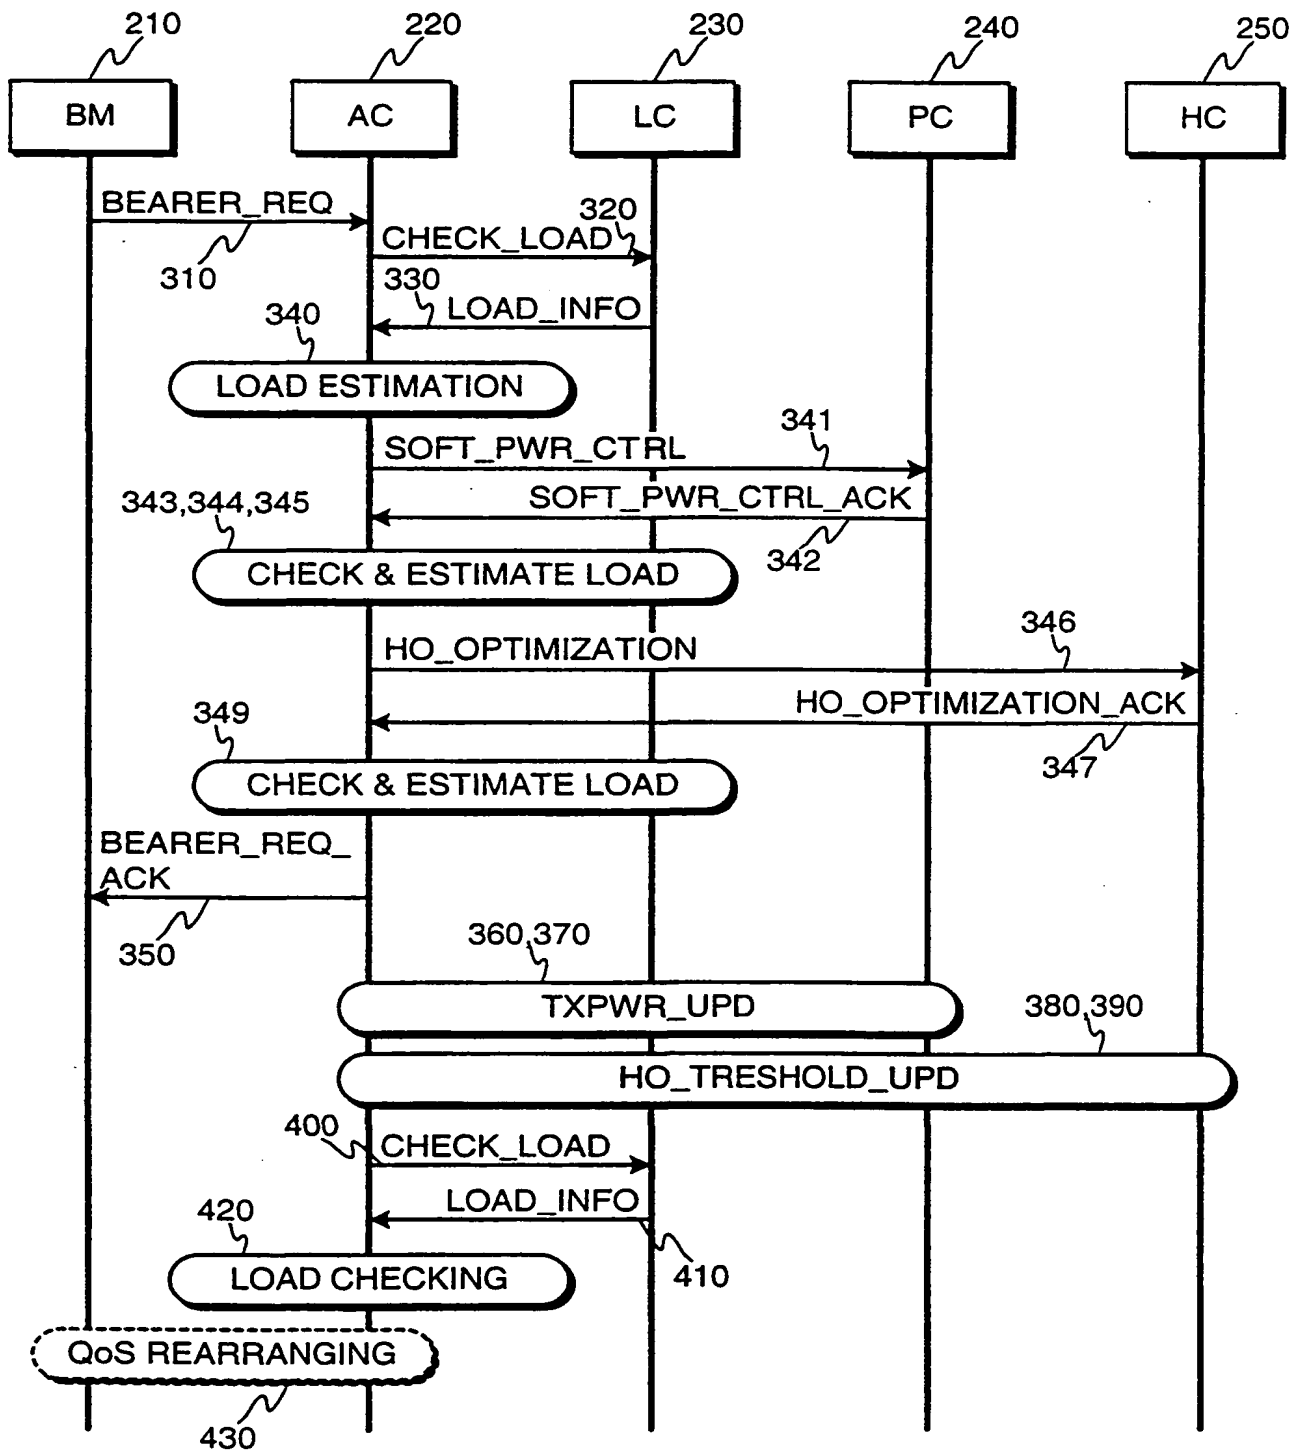 210
220
230
240
250
BM
AC
LC
PC
HC
BEARER_REQ
320
CHECK_LOAD
310
330
LOAD_INFO
340
LOAD ESTIMATION
341
SOFT_PWR_CTRL
SOFT_PWR_CTRL_ACK
343,344,345
342
CHECK & ESTIMATE LOAD
346
HO_OPTIMIZATION
HO_OPTIMIZATION_ACK
349
347
CHECK & ESTIMATE LOAD
BEARER_REQ_
ACK
350
360,370
TXPWR_UPD
380,390
HO_TRESHOLD_UPD
400
CHECK_LOAD
LOAD_INFO
420
410
LOAD CHECKING
QoS REARRANGING
430